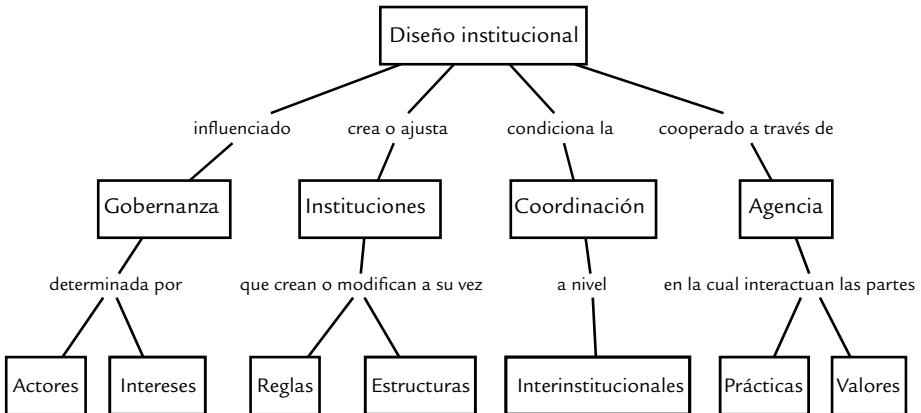 Diseño institucional
influenciado
crea o ajusta
condiciona la
cooperado a través de
Gobernanza
Instituciones
Coordinación
Agencia
determinada por
que crean o modifican a su vez
a nivel
en la cual interactuan las partes
Actores
Intereses
Reglas
Estructuras
Interinstitucionales
Prácticas
Valores